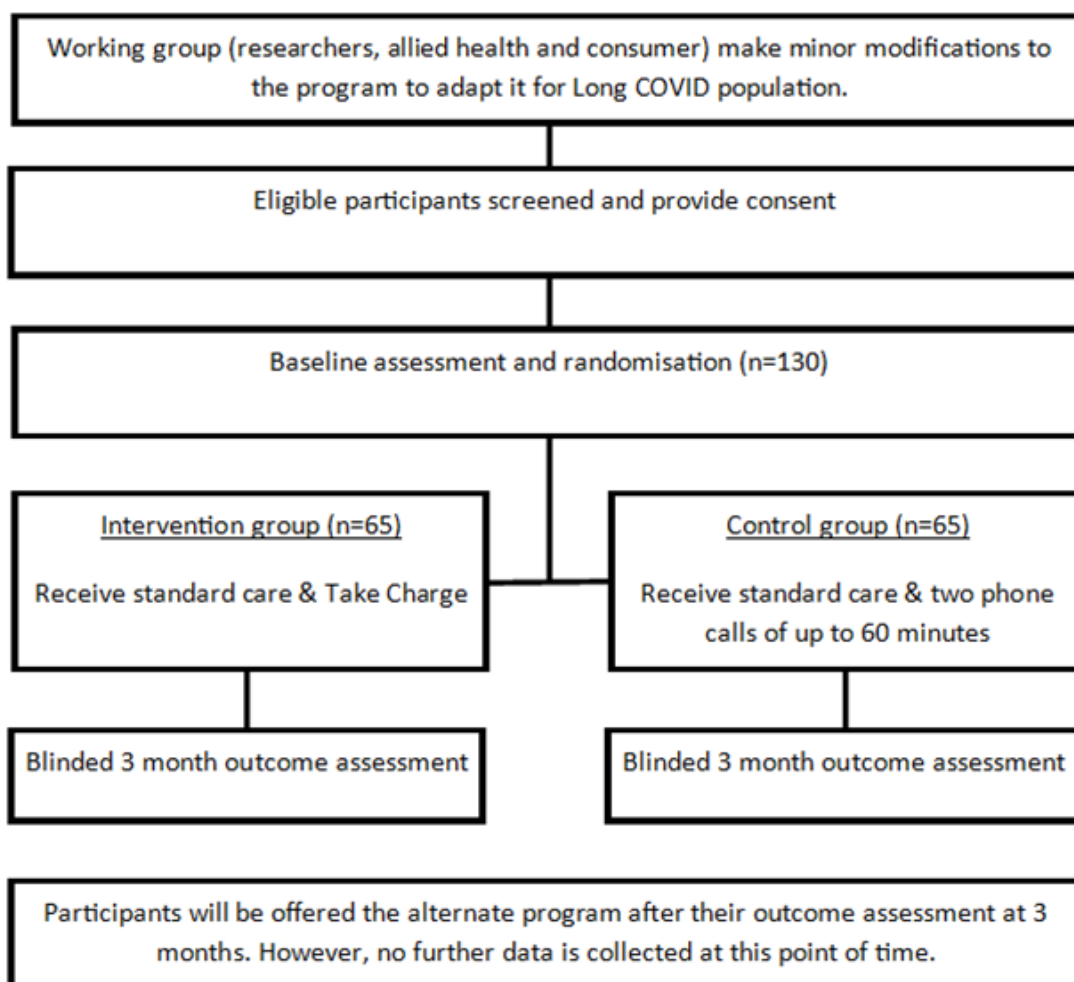 Working group (researchers, allied health and consumer) make minor modifications to
the program to adapt it for Long COVID population.
Eligible participants screened and provide consent
Baseline assessment and randomisation (n=130)
Intervention group (n=65)
Receive standard care & Take Charge
Control group (n=65)
Receive standard care & two phone
calls of up to 60 minutes
Blinded 3 month outcome assessment
Blinded 3 month outcome assessment
Participants will be offered the alternate program after their outcome assessment at 3
months. However, no further data is collected at this point of time.